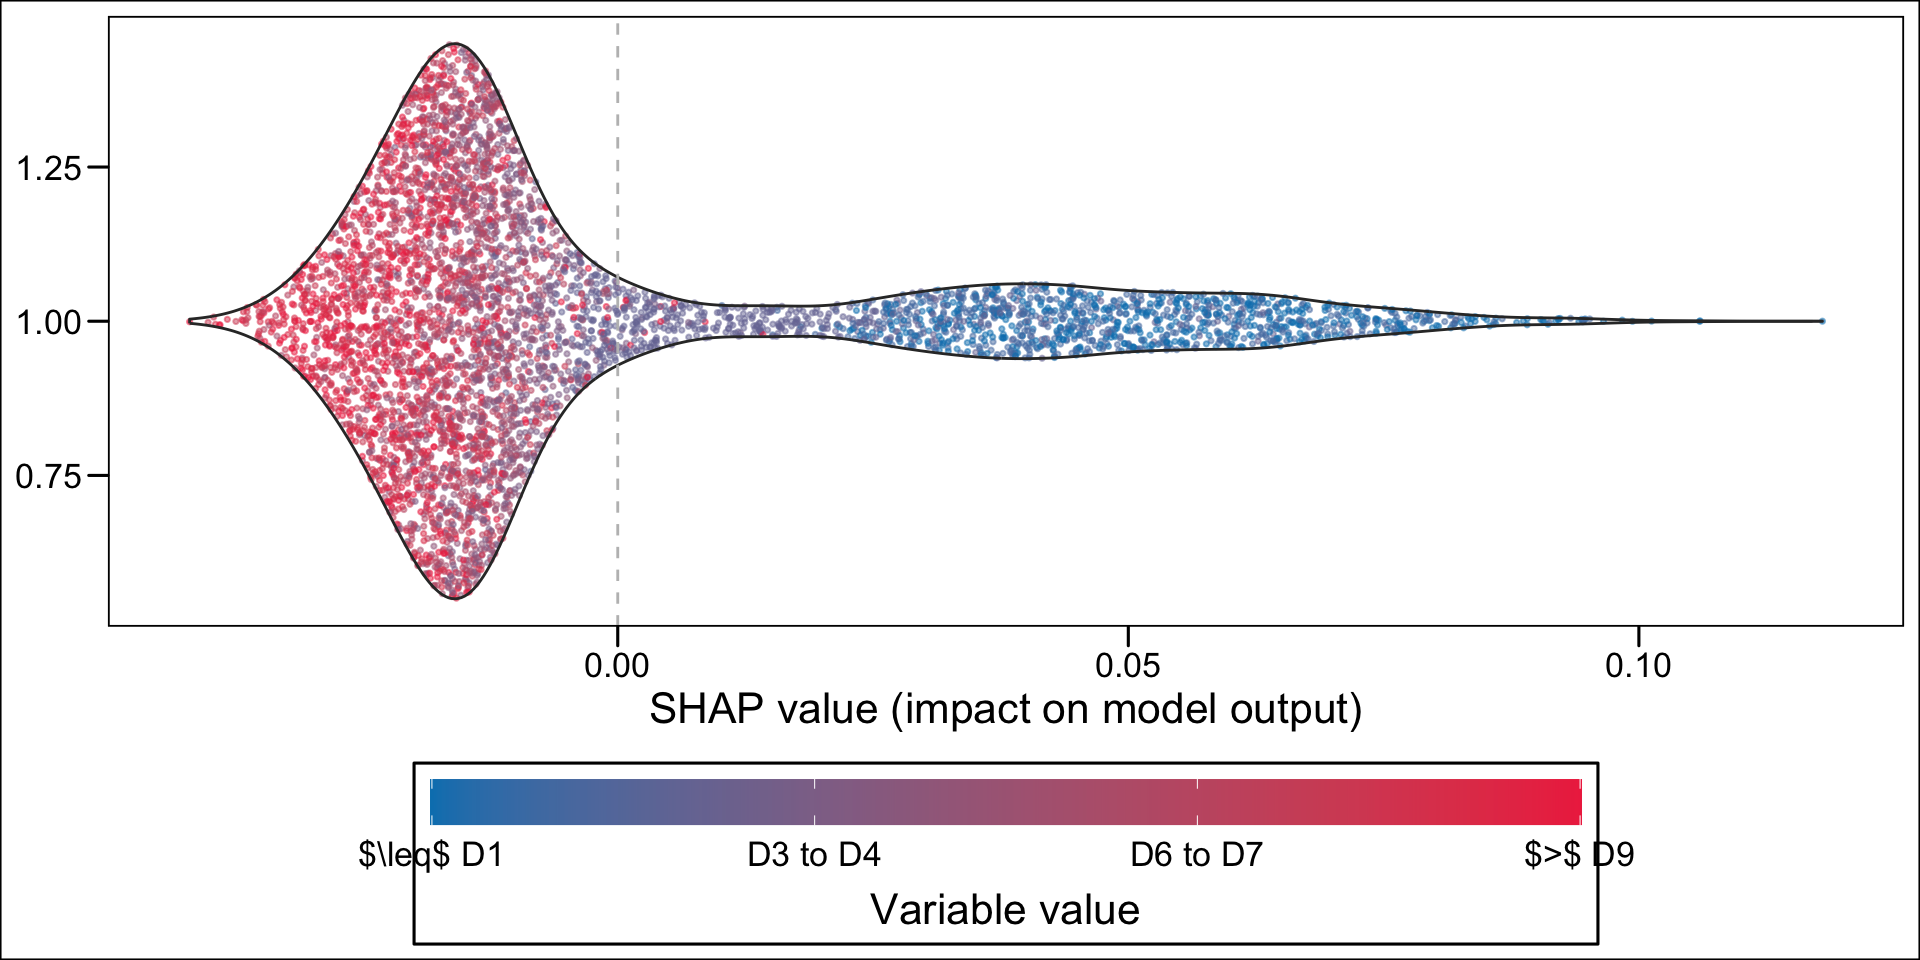 1.25
1.00
0.75
0.00 0.05 0.10
SHAP value (impact on model output)
$\leq$ D1 D3 to D4 D6 to D7 $>$ D9
Variable value